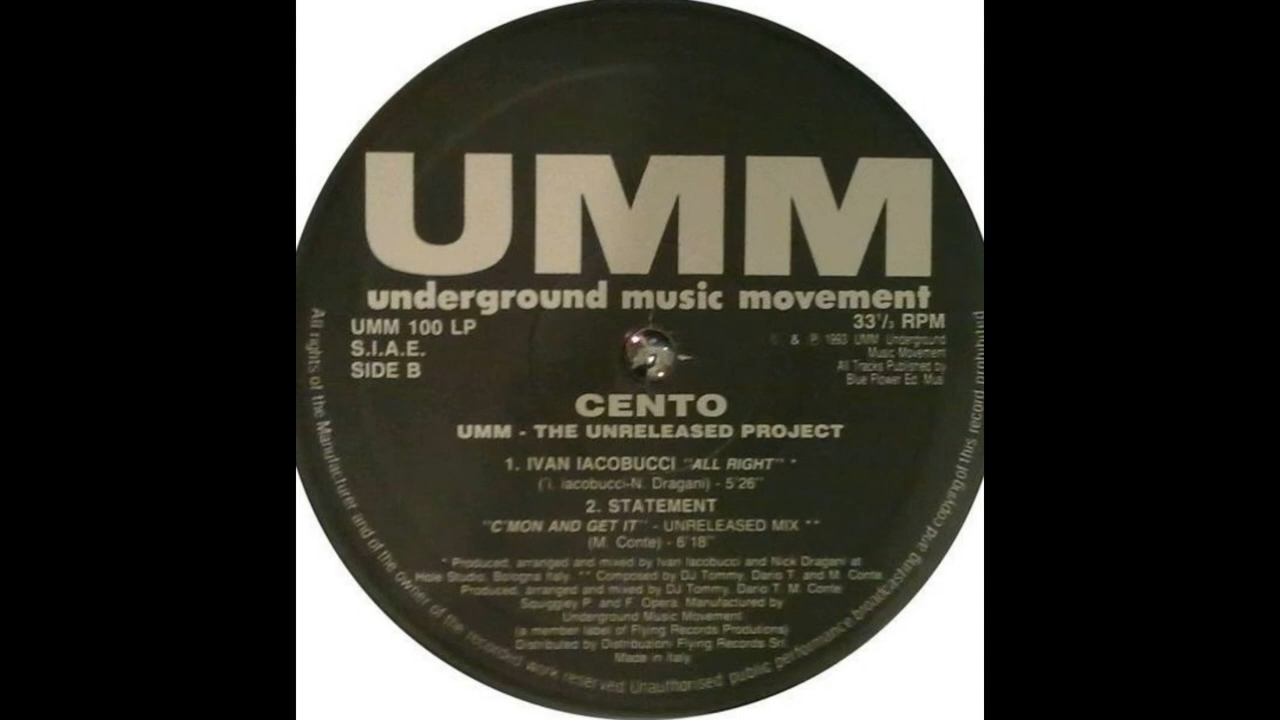 UMM
underground music movement
UMM 100 LP
S.I.A.E.
SIDE B
33⅓ RPM
& ℗ 1993 UMM Underground
Music Movement
All Tracks Published by
Blue Flower Ed. Mus.
CENTO
UMM - THE UNRELEASED PROJECT
1. IVAN IACOBUCCI "ALL RIGHT" *
(I. Iacobucci-N. Dragani) - 5'26"
2. STATEMENT
"C'MON AND GET IT" - UNRELEASED MIX **
(M. Conte) - 6'18"
* Produced, arranged and mixed by Ivan Iacobucci and Nick Dragani at
Hole Studio, Bologna Italy. ** Composed by DJ Tommy, Dario T. and M. Conte.
Produced, arranged and mixed by DJ Tommy, Dario T. M. Conte
Squggley P. and F. Opera. Manufactured by
Underground Music Movement
(a member label of Flying Records Produtions)
Distributed by Distribuzioni Flying Records Srl
Made in Italy
All rights of the Manufacturer and of the owner of the recorded work reserved Unauthorised public performance broadcasting and copying of this record prohibited